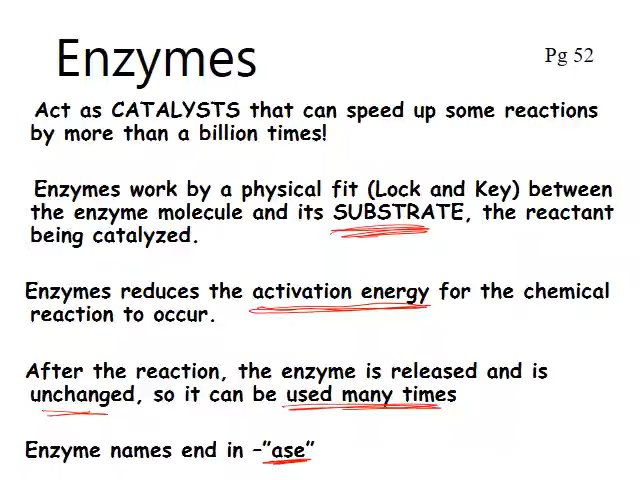 Enzymes
Pg 52
Act as CATALYSTS that can speed up some reactions
by more than a billion times!
Enzymes work by a physical fit (Lock and Key) between
the enzyme molecule and its SUBSTRATE, the reactant
being catalyzed.
Enzymes reduces the activation energy for the chemical
reaction to occur.
After the reaction, the enzyme is released and is
unchanged, so it can be used many times
Enzyme names end in –”ase”